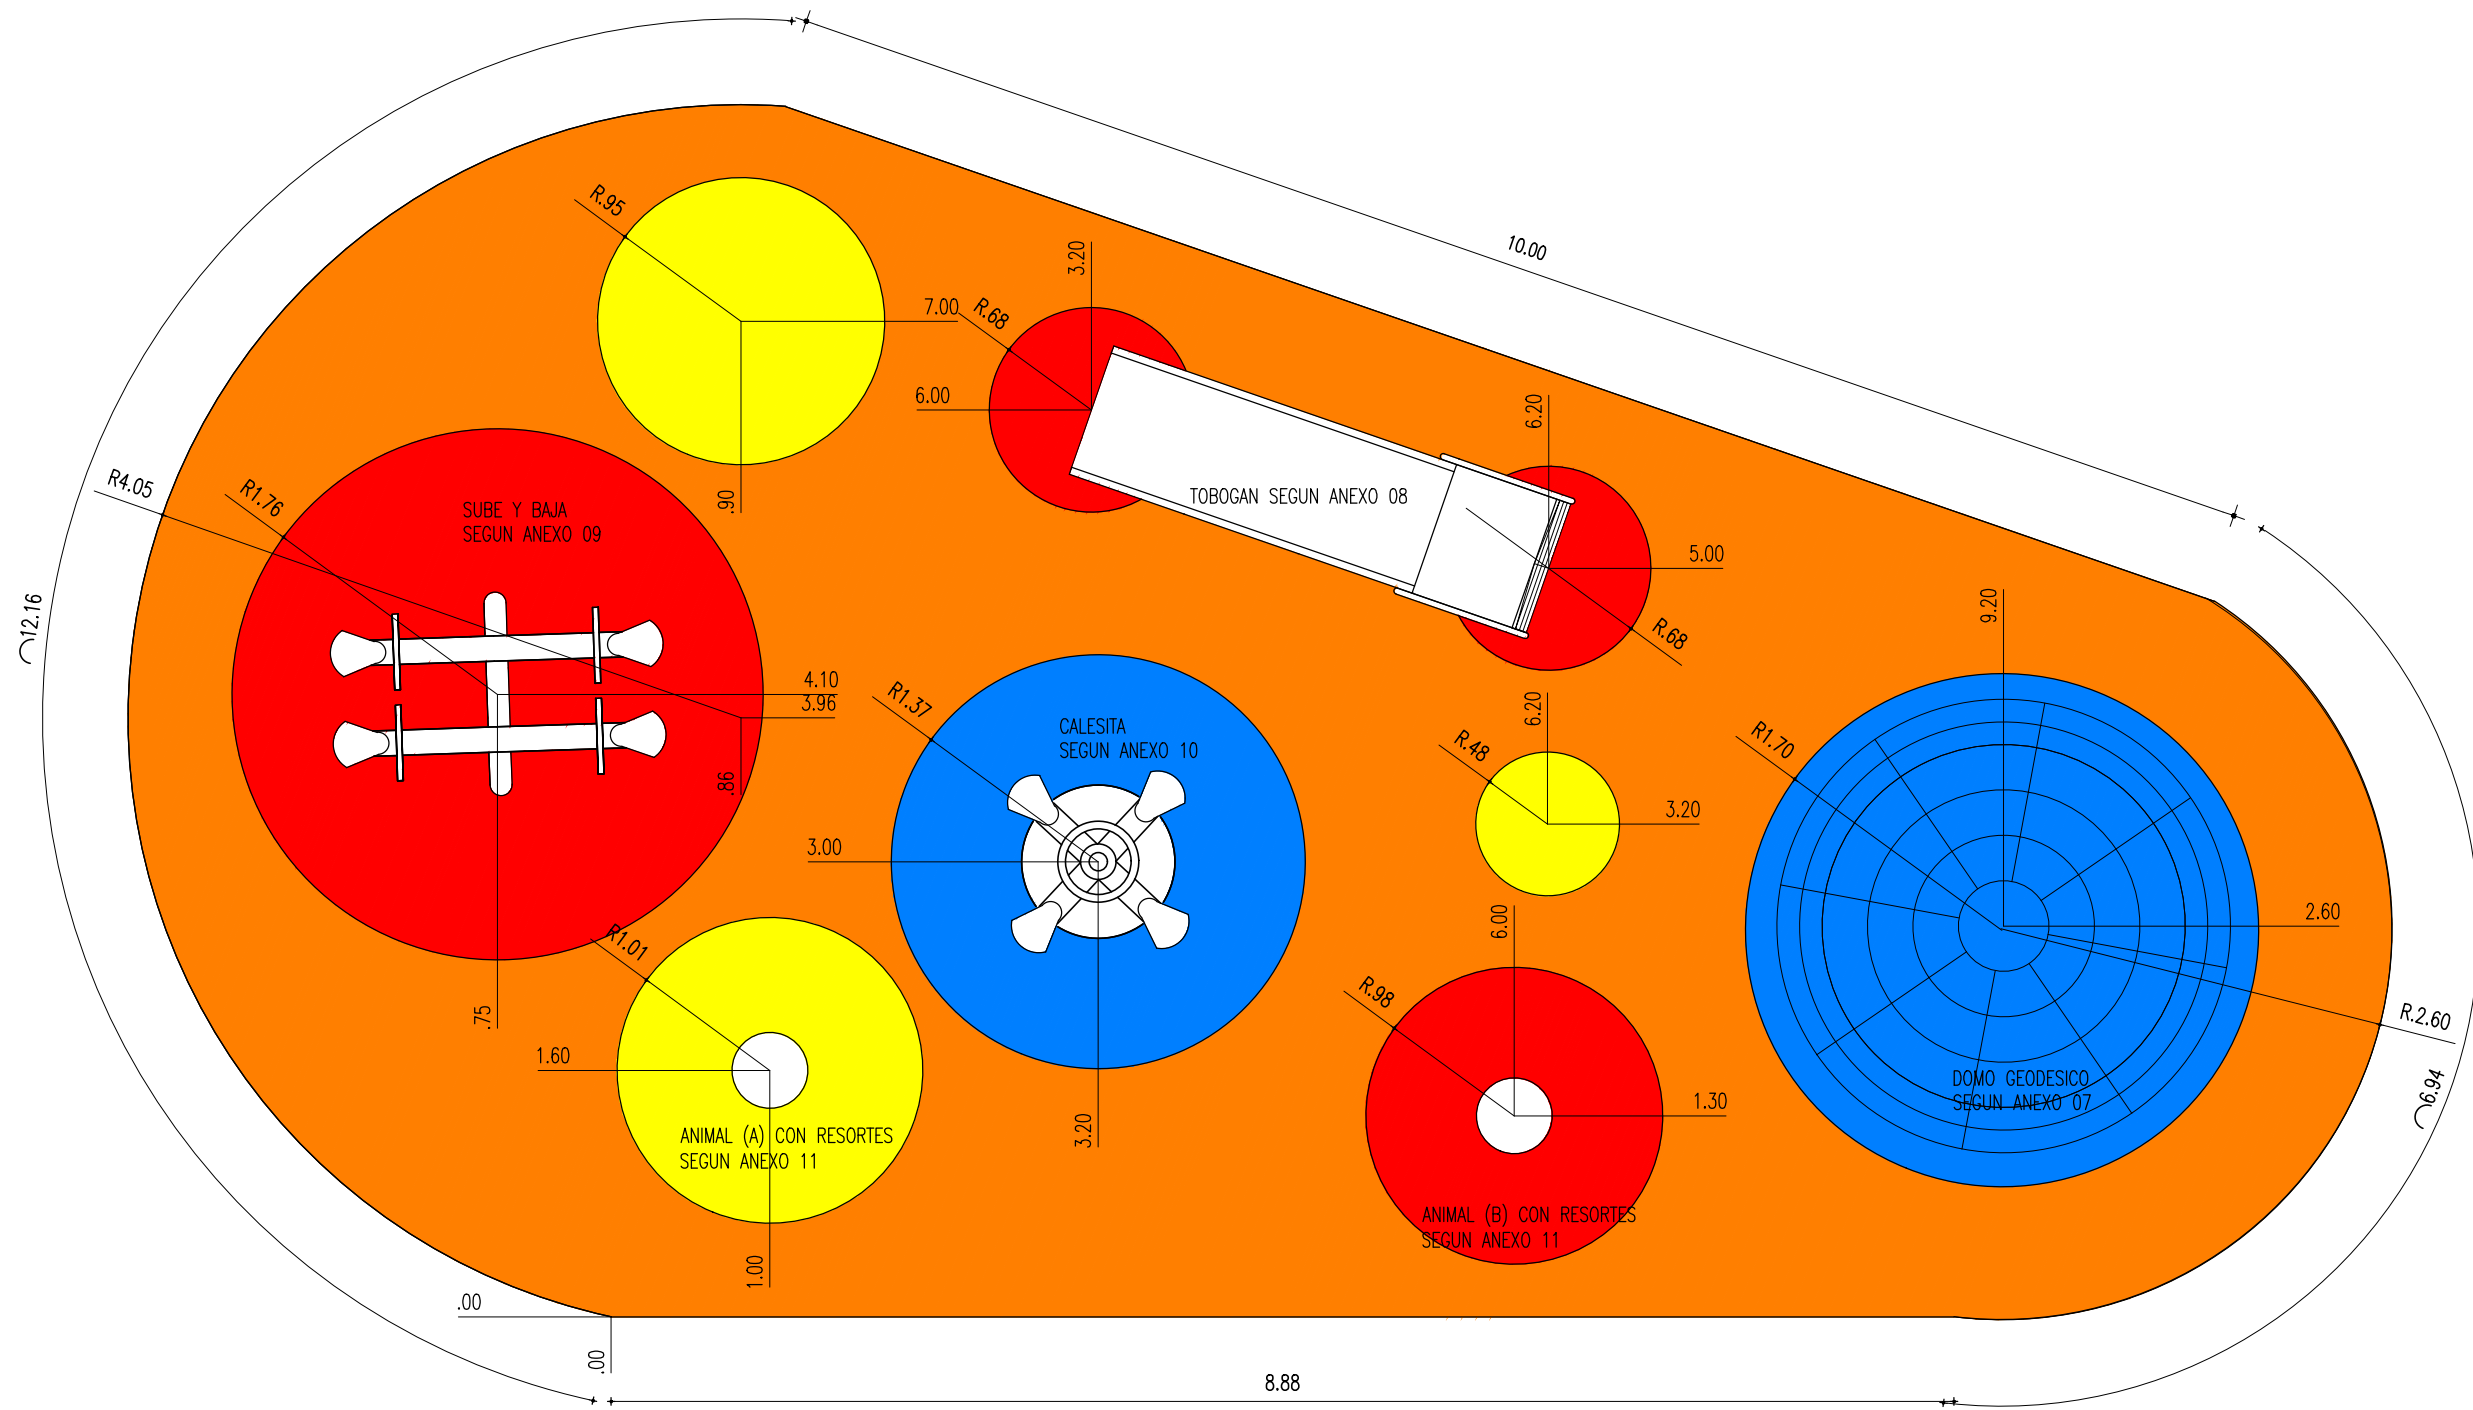 10.00
R.95
3.20
7.00
R.68
6.00
6.20
TOBOGAN SEGUN ANEXO 08
R4.05
R1.76
SUBE Y BAJA
SEGUN ANEXO 09
.90
5.00
12.16
R.68
9.20
4.10
3.96
R1.37
CALESITA
SEGUN ANEXO 10
6.20
R.48
R1.70
.86
3.20
3.00
R1.01
6.00
2.60
.75
R.98
R.2.60
1.60
1.30
DOMO GEODESICO
SEGUN ANEXO 07
6.94
3.20
ANIMAL (A) CON RESORTES
SEGUN ANEXO 11
ANIMAL (B) CON RESORTES
SEGUN ANEXO 11
1.00
.00
.00
8.88